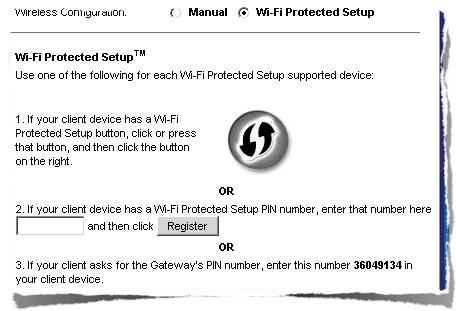 Wireless Configuration: Manual Wi-Fi Protected Setup
Wi-Fi Protected Setup™
Use one of the following for each Wi-Fi Protected Setup supported device:
1. If your client device has a Wi-Fi
Protected Setup button, click or press
that button, and then click the button
on the right.
OR
2. If your client device has a Wi-Fi Protected Setup PIN number, enter that number here
and then click Register
OR
3. If your client asks for the Gateway's PIN number, enter this number 36049134 in
your client device.